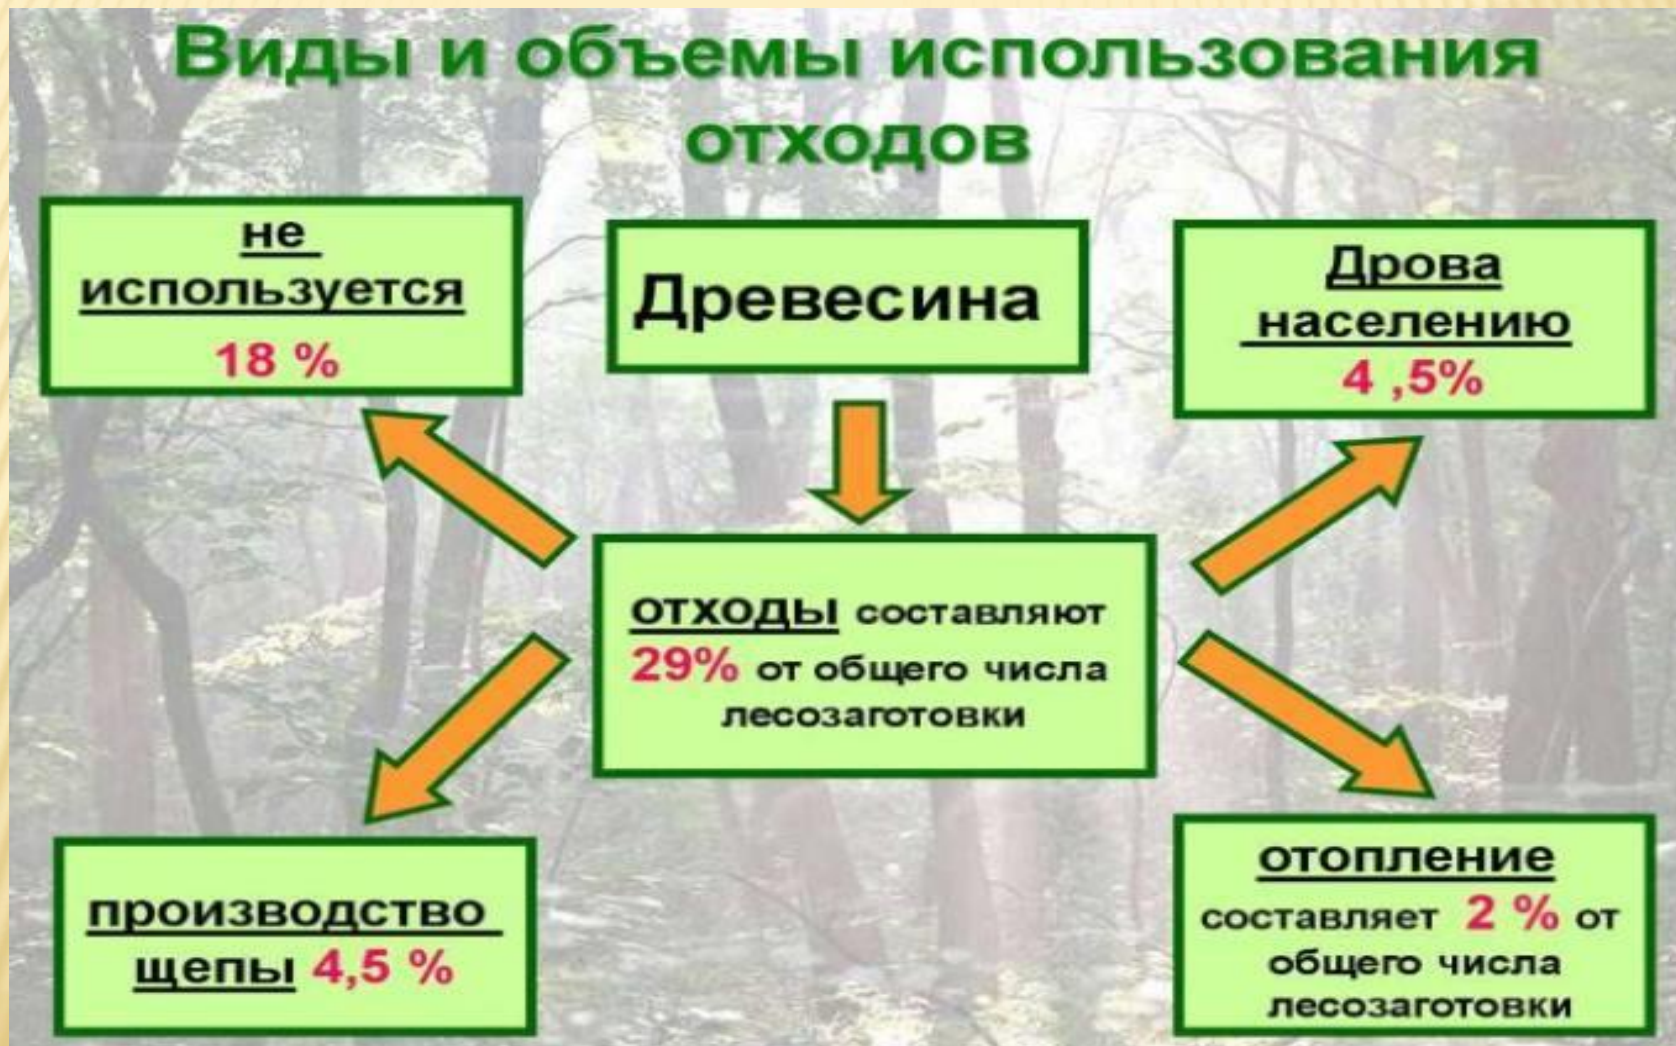 Виды и объемы использования
отходов
не
используется
18 %
Древесина
Дрова
населению
4 ,5%
отходы составляют
29% от общего числа
лесозаготовки
производство
щепы 4,5 %
отопление
составляет 2 % от
общего числа
лесозаготовки